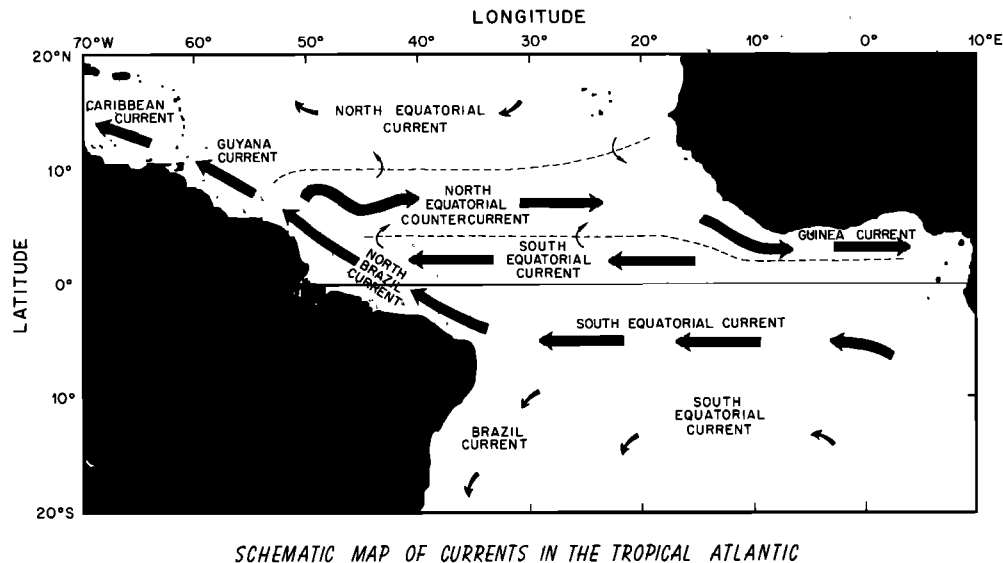 LONGITUDE
70°W 60° 50° 40° 30° 20° 10° 0° 10°E
20°N
10°
0°
10°
20°S
LATITUDE
CARIBBEAN
CURRENT
GUYANA
CURRENT
NORTH EQUATORIAL
CURRENT
NORTH
EQUATORIAL
COUNTERCURRENT
GUINEA CURRENT
SOUTH
EQUATORIAL
CURRENT
NORTH
BRAZIL
CURRENT
SOUTH EQUATORIAL CURRENT
SOUTH
EQUATORIAL
CURRENT
BRAZIL
CURRENT
SCHEMATIC MAP OF CURRENTS IN THE TROPICAL ATLANTIC